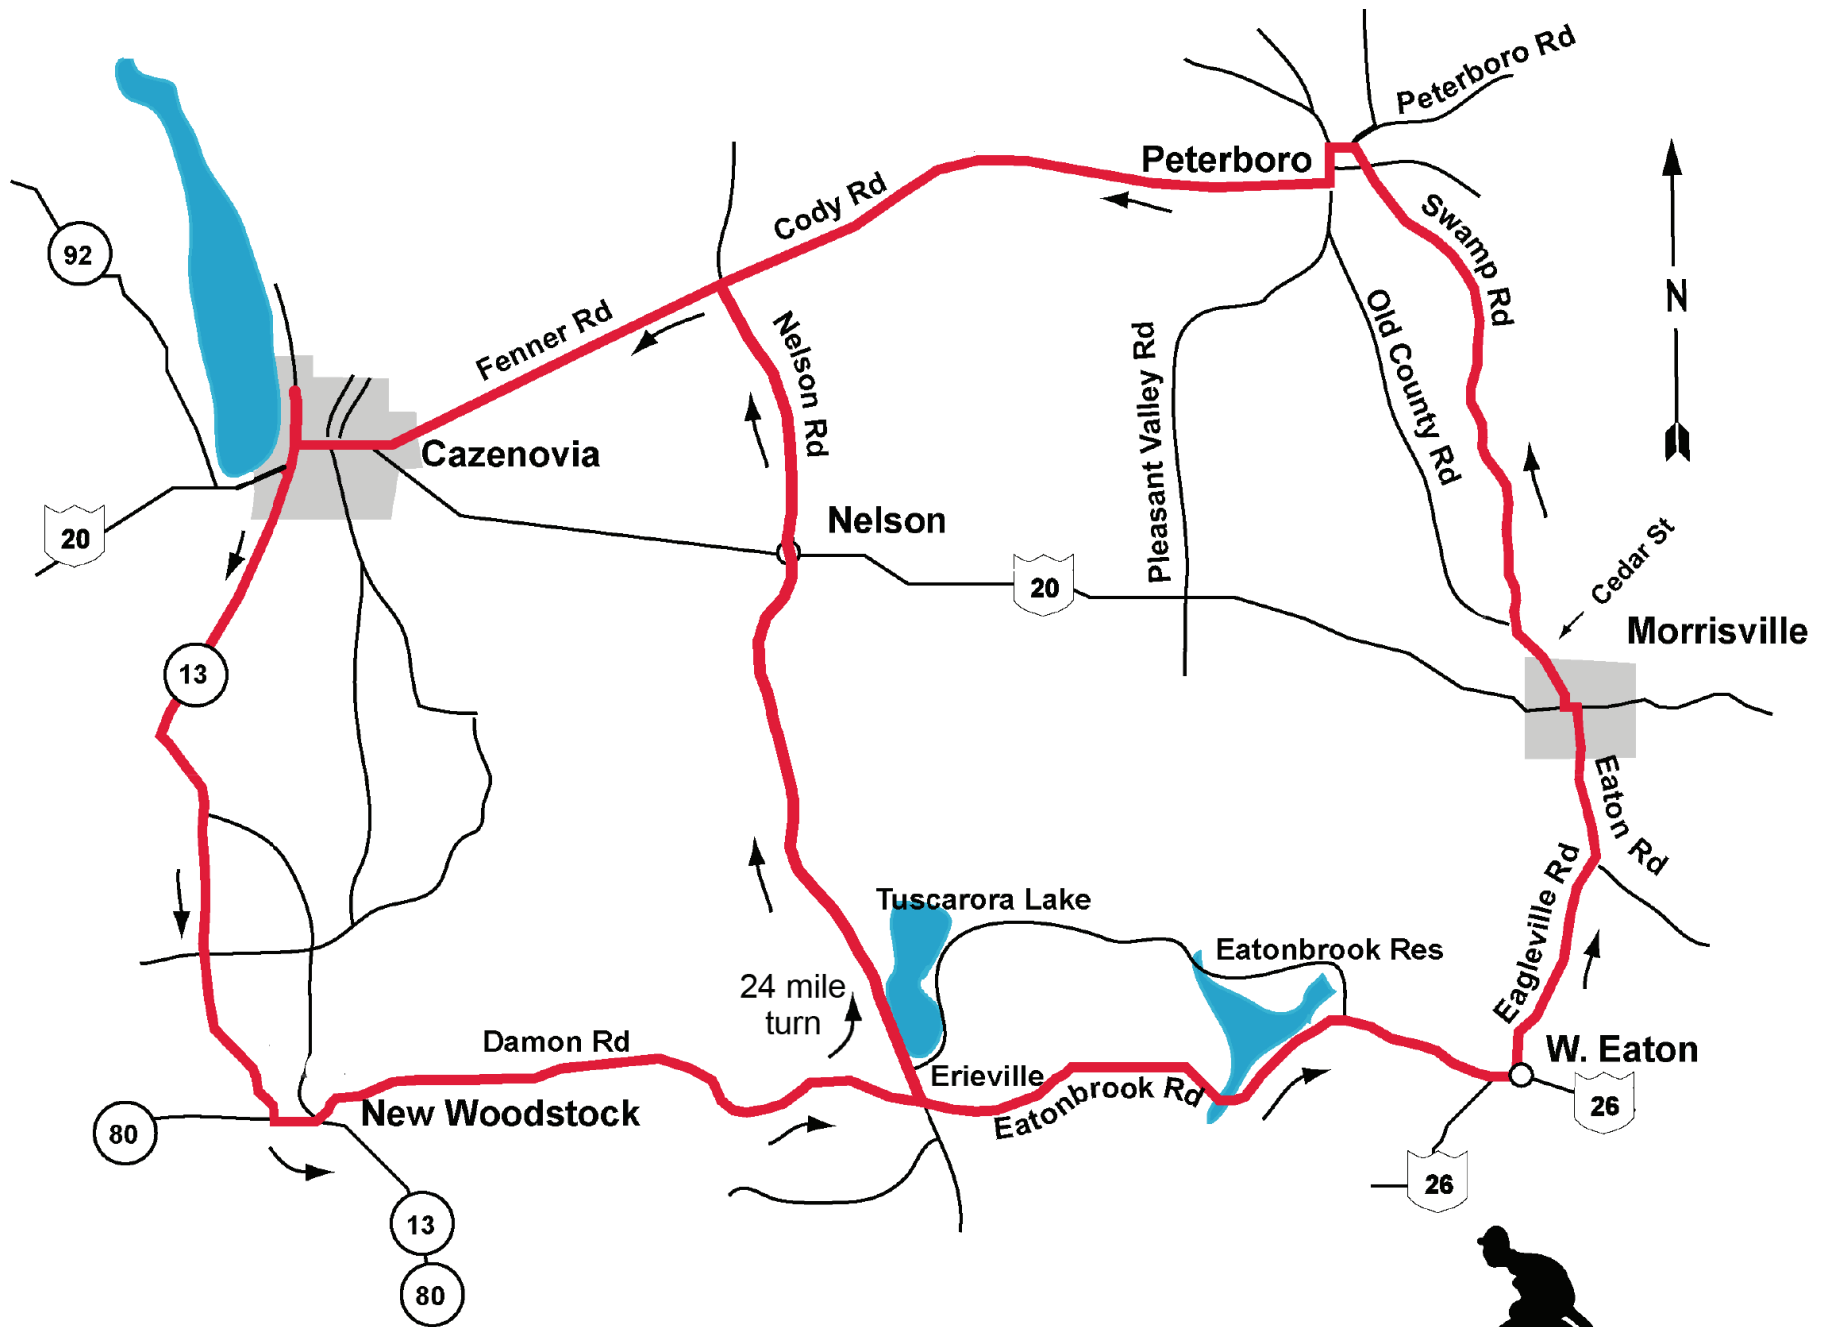 Peterboro Rd
Peterboro
Cody Rd
Swamp Rd
92
N
Fenner Rd
Nelson Rd
Old County Rd
Pleasant Valley Rd
Cazenovia
Nelson
20
20
Cedar St
Morrisville
13
Eaton Rd
Eagleville Rd
Tuscarora Lake
Eatonbrook Res
24 mile
turn
Damon Rd
W. Eaton
Erieville
Eatonbrook Rd
New Woodstock
26
80
26
13
80